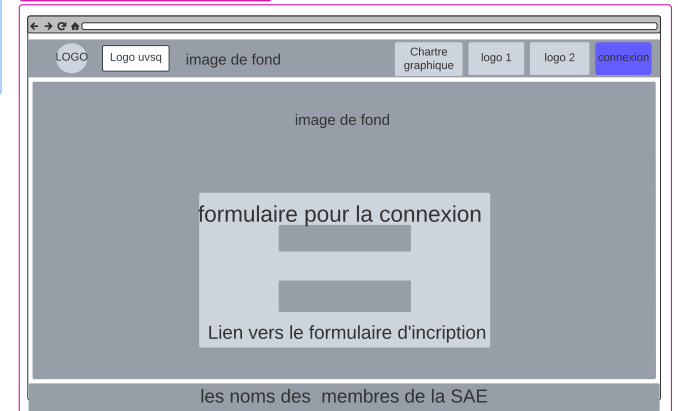 LOGO
Logo uvsq
image de fond
Chartre
graphique
logo 1
logo 2
connexion
image de fond
formulaire pour la connexion
Lien vers le formulaire d'incription
les noms des  membres de la SAE